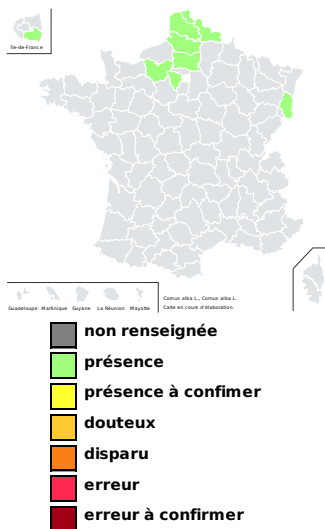 Île-de-France
Cornus alba L., Cornus alba L.
Carte en cours d'élaboration.
Guadeloupe Martinique Guyane La Réunion Mayotte
non renseignée
présence
présence à confimer
douteux
disparu
erreur
erreur à confirmer